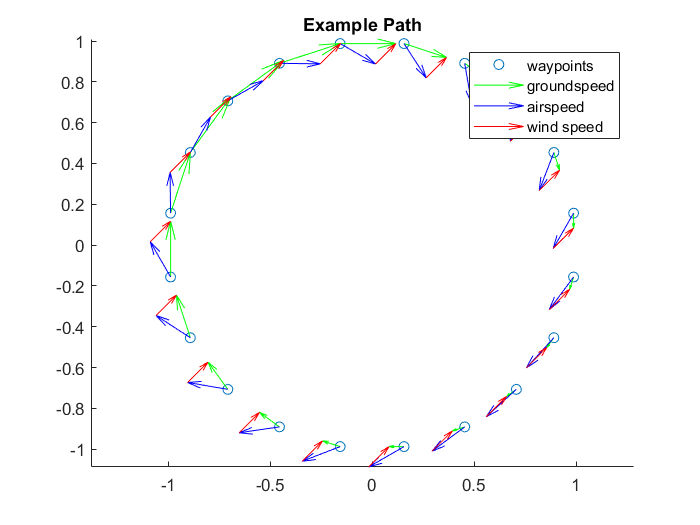 Example Path
waypoints
groundspeed
airspeed
wind speed
1
0.8
0.6
0.4
0.2
0
-0.2
-0.4
-0.6
-0.8
-1
-1 -0.5 0 0.5 1